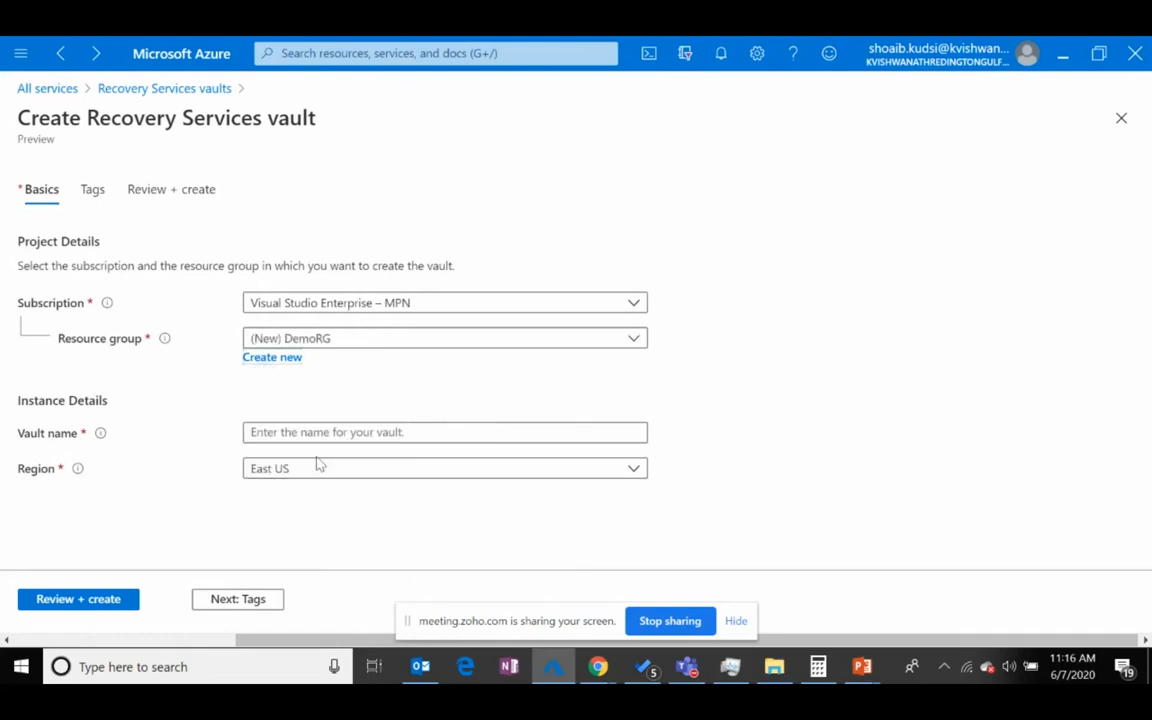 Microsoft Azure
Search resources, services, and docs (G+/)
shoaib.kudsi@kvishwan...
KVISHWANATHREDINGTONGULF...
All services > Recovery Services vaults >
Create Recovery Services vault
Preview
* Basics Tags Review + create
Project Details
Select the subscription and the resource group in which you want to create the vault.
Subscription * Visual Studio Enterprise – MPN
Resource group * (New) DemoRG
Create new
Instance Details
Vault name * Enter the name for your vault.
Region * East US
Review + create Next: Tags
meeting.zoho.com is sharing your screen. Stop sharing Hide
Type here to search
5
11:16 AM
6/7/2020
19